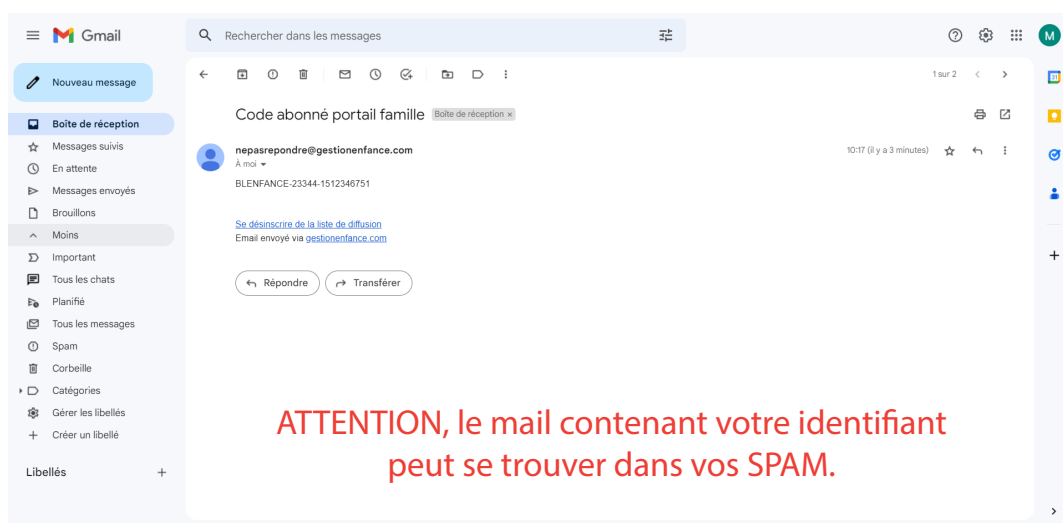 Gmail
Rechercher dans les messages
M
Nouveau message
1 sur 2
31
Code abonné portail famille Boîte de réception ×
Boîte de réception
Messages suivis
nepasrepondre@gestionenfance.com
10:17 (il y a 3 minutes)
À moi
En attente
BLENFANCE-23344-1512346751
Messages envoyés
Brouillons
Se désinscrire de la liste de diffusion
Moins
Email envoyé via gestionenfance.com
Important
Tous les chats
Répondre
Transférer
Planifié
Tous les messages
Spam
Corbeille
Catégories
Gérer les libellés
Créer un libellé
Libellés
ATTENTION, le mail contenant votre identifiant
peut se trouver dans vos SPAM.